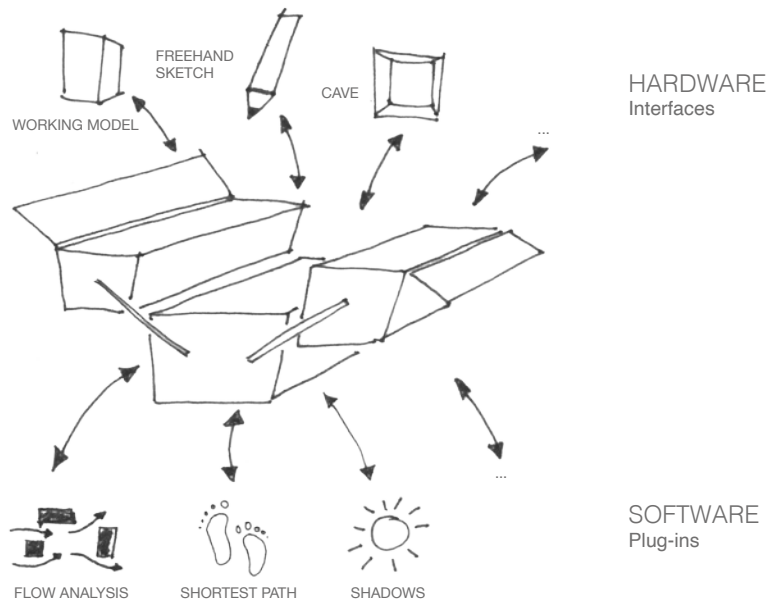 FREEHAND
SKETCH
CAVE
HARDWARE
Interfaces
WORKING MODEL
...
...
SOFTWARE
Plug-ins
FLOW ANALYSIS
SHORTEST PATH
SHADOWS